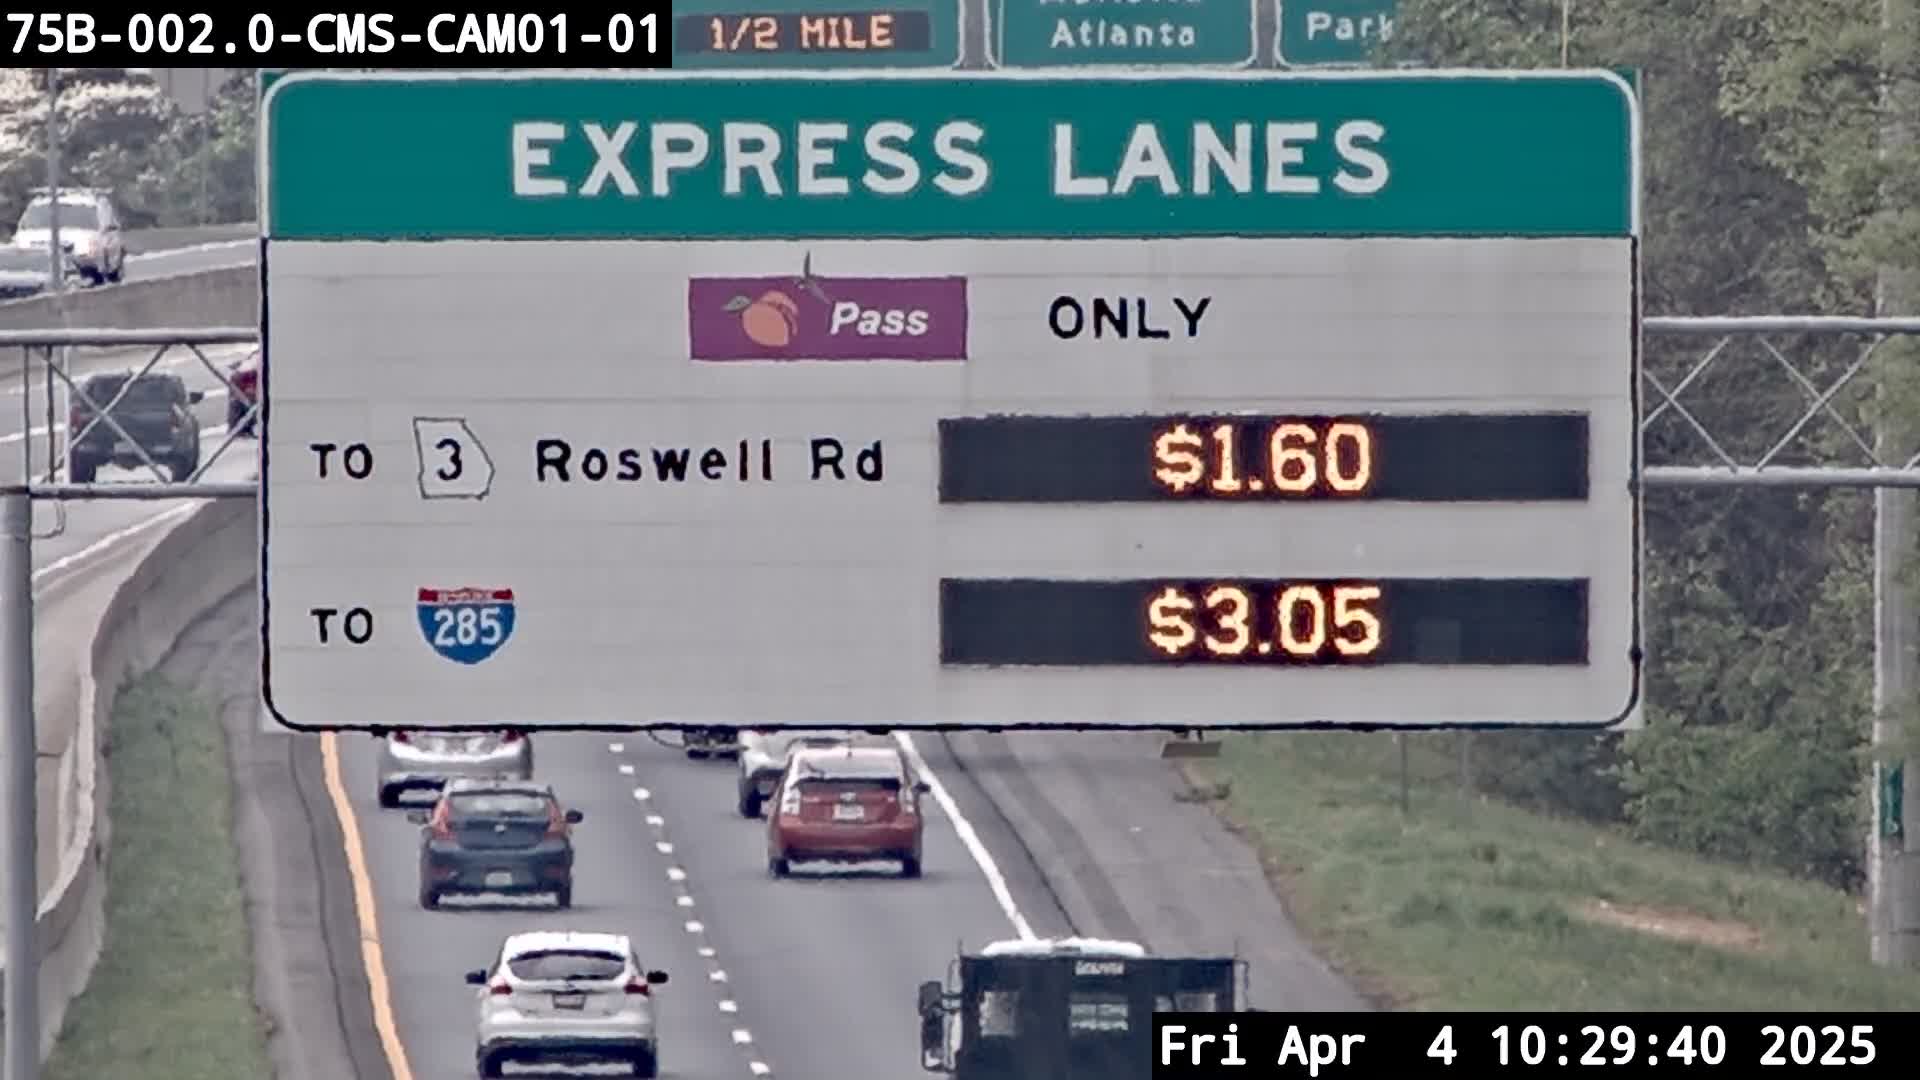 75B-002.0-CMS-CAM01-01
1/2 MILE
Atlanta
Park
EXPRESS LANES
Pass ONLY
TO 3 Roswell Rd $1.60
TO 285 $3.05
Fri Apr 4 10:29:40 2025